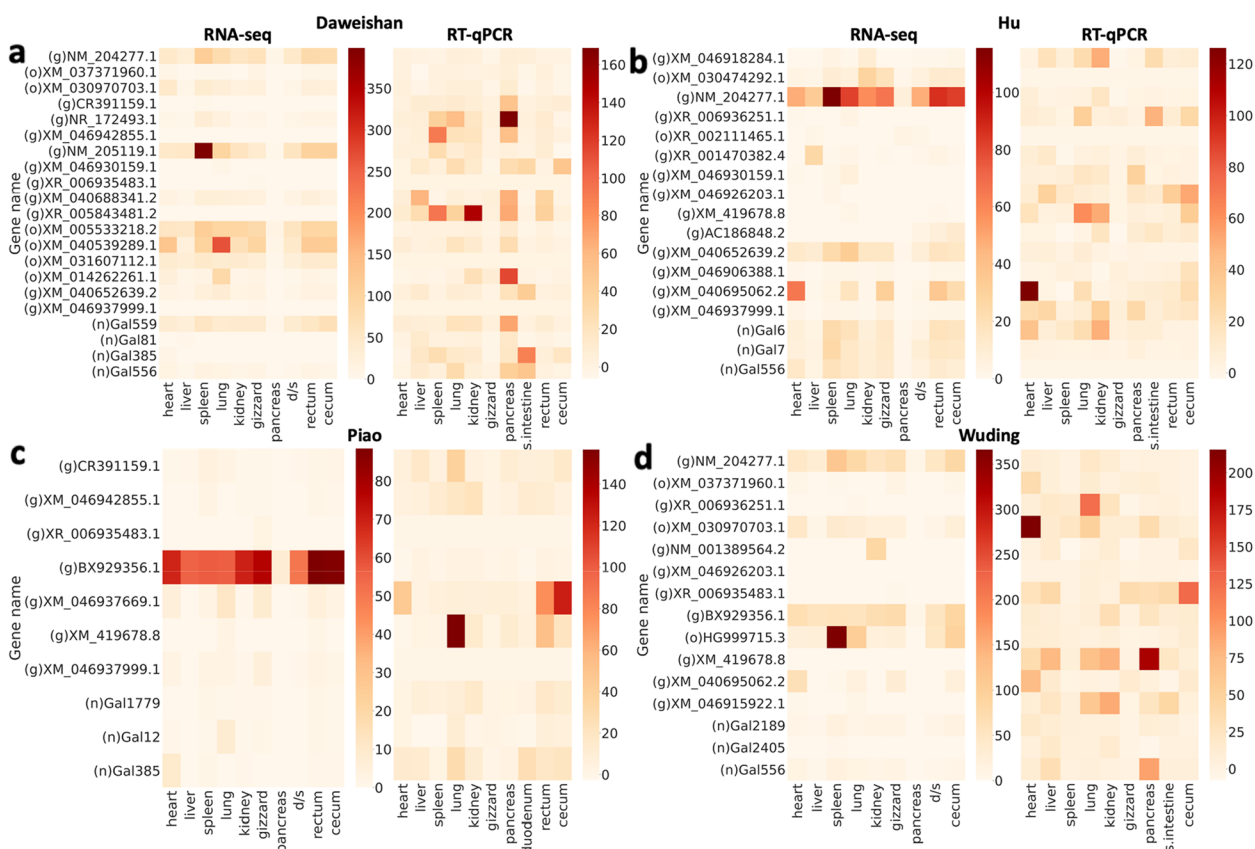 Daweishan
Hu
a
RNA-seq
RT-qPCR
Gene name
(g)NM_204277.1
(o)XM_037371960.1
(o)XM_030970703.1
(g)CR391159.1
(g)NR_172493.1
(g)XM_046942855.1
(g)NM_205119.1
(g)XM_046930159.1
(g)XR_006935483.1
(g)XM_040688341.2
(g)XR_005843481.2
(o)XM_005533218.2
(o)XM_040539289.1
(o)XM_031607112.1
(o)XM_014262261.1
(g)XM_040652639.2
(g)XM_046937999.1
(n)Gal559
(n)Gal81
(n)Gal385
(n)Gal556
heart
liver
spleen
lung
kidney
gizzard
pancreas
d/s
rectum
cecum
350
300
250
200
150
100
50
0
heart
liver
spleen
lung
kidney
gizzard
pancreas
s.intestine
rectum
cecum
160
140
120
100
80
60
40
20
0
b
RNA-seq
RT-qPCR
Gene name
(g)XM_046918284.1
(o)XM_030474292.1
(g)NM_204277.1
(g)XR_006936251.1
(o)XR_002111465.1
(g)XR_001470382.4
(g)XM_046930159.1
(g)XM_046926203.1
(g)XM_419678.8
(g)AC186848.2
(g)XM_040652639.2
(g)XM_046906388.1
(g)XM_040695062.2
(g)XM_046937999.1
(n)Gal6
(n)Gal7
(n)Gal556
heart
liver
spleen
lung
kidney
gizzard
pancreas
d/s
rectum
cecum
100
80
60
40
20
0
heart
liver
spleen
lung
kidney
gizzard
pancreas
s.intestine
rectum
cecum
120
100
80
60
40
20
0
c
Piao
Gene name
(g)CR391159.1
(g)XM_046942855.1
(g)XR_006935483.1
(g)BX929356.1
(g)XM_046937669.1
(g)XM_419678.8
(g)XM_046937999.1
(n)Gal1779
(n)Gal12
(n)Gal385
heart
liver
spleen
lung
kidney
gizzard
pancreas
d/s
rectum
cecum
80
70
60
50
40
30
20
10
0
heart
liver
spleen
lung
kidney
gizzard
pancreas
duodenum
rectum
cecum
140
120
100
80
60
40
20
0
d
Wuding
Gene name
(g)NM_204277.1
(o)XM_037371960.1
(g)XR_006936251.1
(o)XM_030970703.1
(g)NM_001389564.2
(g)XM_046926203.1
(g)XR_006935483.1
(g)BX929356.1
(o)HG999715.3
(g)XM_419678.8
(g)XM_040695062.2
(g)XM_046915922.1
(n)Gal2189
(n)Gal2405
(n)Gal556
heart
liver
spleen
lung
kidney
gizzard
pancreas
d/s
rectum
cecum
350
300
250
200
150
100
50
0
heart
liver
spleen
lung
kidney
gizzard
pancreas
s.intestine
rectum
cecum
200
175
150
125
100
75
50
25
0